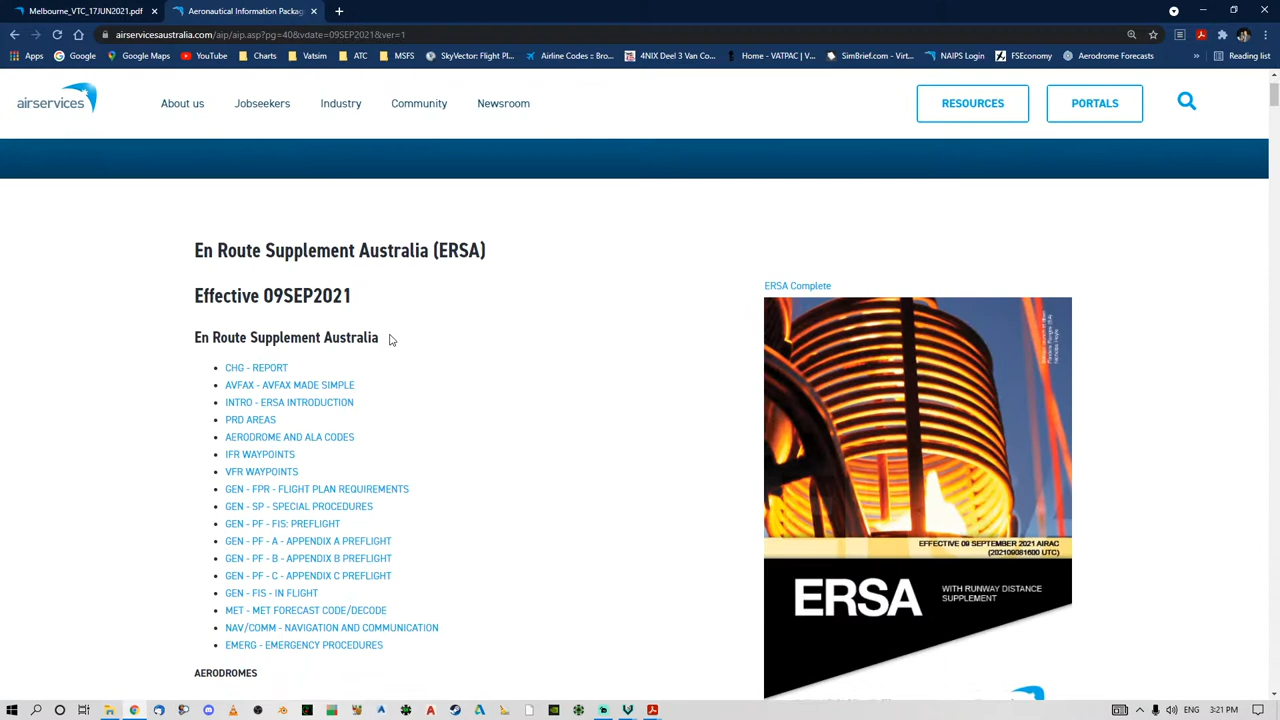 Melbourne_VTC_17JUN2021.pdf
Aeronautical Information Packag
airservicesaustralia.com/aip/aip.asp?pg=40&vdate=09SEP2021&ver=1
Apps
Google
Google Maps
YouTube
Charts
Vatsim
ATC
MSFS
SkyVector: Flight Pl...
Airline Codes :: Bro...
4NIX Deel 3 Van Co...
Home - VATPAC | V...
SimBrief.com - Virt...
NAIPS Login
FSEconomy
Aerodrome Forecasts
»
Reading list
airservices
About us
Jobseekers
Industry
Community
Newsroom
RESOURCES
PORTALS
En Route Supplement Australia (ERSA)
Effective 09SEP2021
En Route Supplement Australia
CHG - REPORT
AVFAX - AVFAX MADE SIMPLE
INTRO - ERSA INTRODUCTION
PRD AREAS
AERODROME AND ALA CODES
IFR WAYPOINTS
VFR WAYPOINTS
GEN - FPR - FLIGHT PLAN REQUIREMENTS
GEN - SP - SPECIAL PROCEDURES
GEN - PF - FIS: PREFLIGHT
GEN - PF - A - APPENDIX A PREFLIGHT
GEN - PF - B - APPENDIX B PREFLIGHT
GEN - PF - C - APPENDIX C PREFLIGHT
GEN - FIS - IN FLIGHT
MET - MET FORECAST CODE/DECODE
NAV/COMM - NAVIGATION AND COMMUNICATION
EMERG - EMERGENCY PROCEDURES
AERODROMES
ERSA Complete
EFFECTIVE 09 SEPTEMBER 2021 AIRAC
(202109081600 UTC)
ERSA
WITH RUNWAY DISTANCE
SUPPLEMENT
ENG
3:21 PM